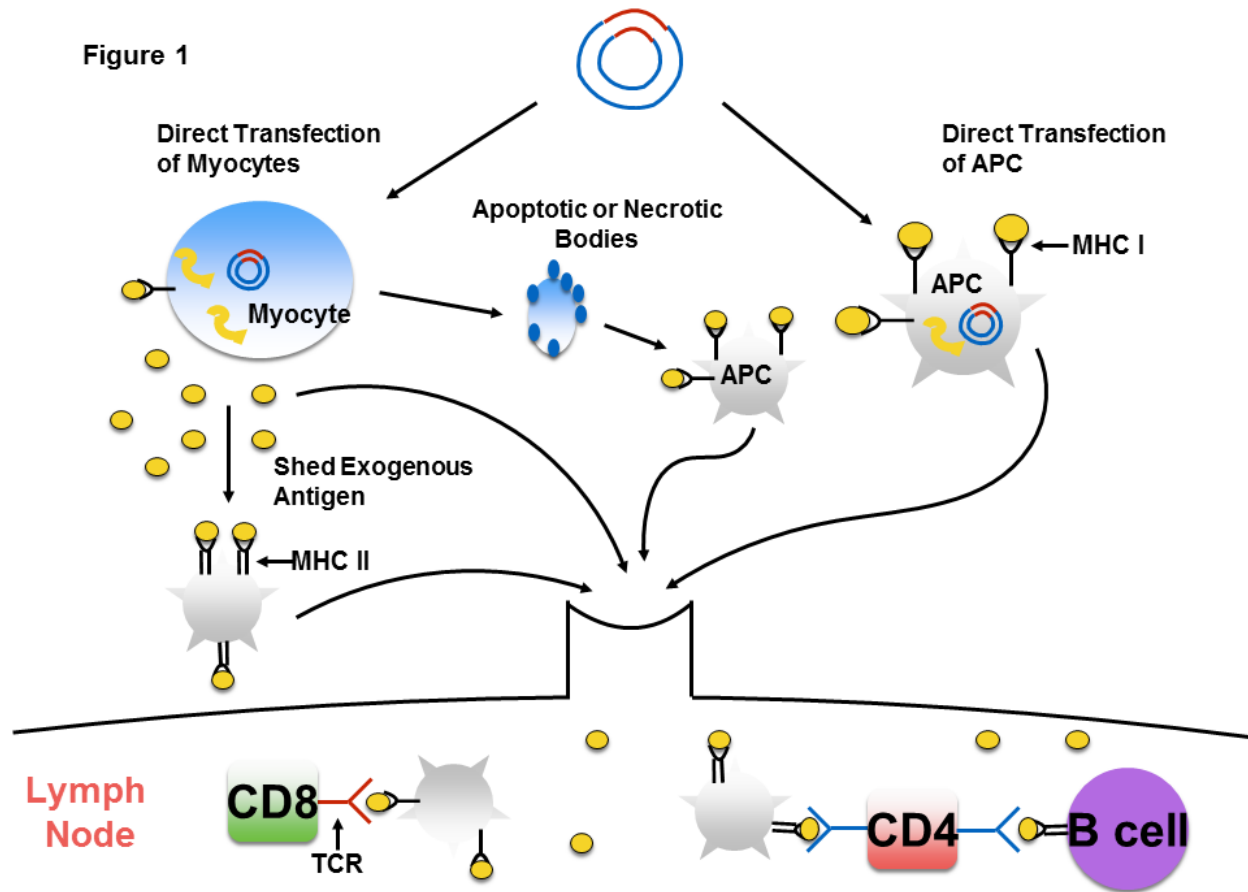 Figure 1
Direct Transfection
of Myocytes
Direct Transfection
of APC
Apoptotic or Necrotic
Bodies
MHC I
APC
Myocyte
APC
Shed Exogenous
Antigen
MHC II
Lymph
Node
CD8
TCR
CD4
B cell